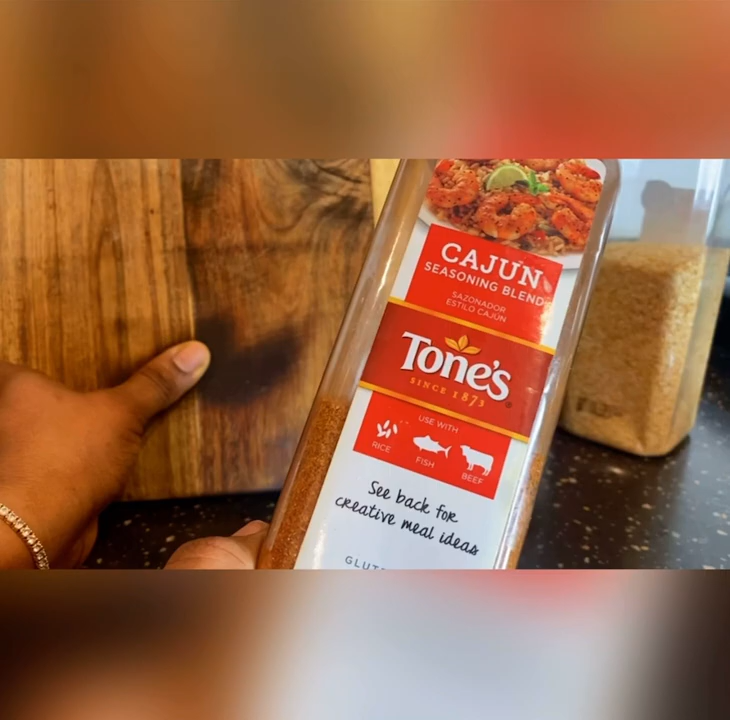 CAJUN
SEASONING BLEND
SAZONADOR
ESTILO CAJÚN
Tone's®
SINCE 1873
USE WITH
RICE
FISH
BEEF
See back for
creative meal ideas